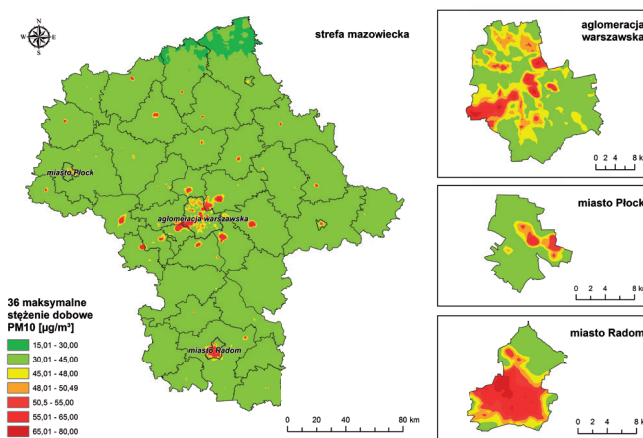 N
W E
S
strefa mazowiecka
miasto Płock
aglomeracja warszawska
miasto Radom
36 maksymalne
stężenie dobowe
PM10 [µg/m³]
15,01 - 30,00
30,01 - 45,00
45,01 - 48,00
48,01 - 50,49
50,5 - 55,00
55,01 - 65,00
65,01 - 80,00
0 20 40 80 km
aglomeracja
warszawska
0 2 4 8 km
miasto Płock
0 2 4 8 km
miasto Radom
0 2 4 8 km